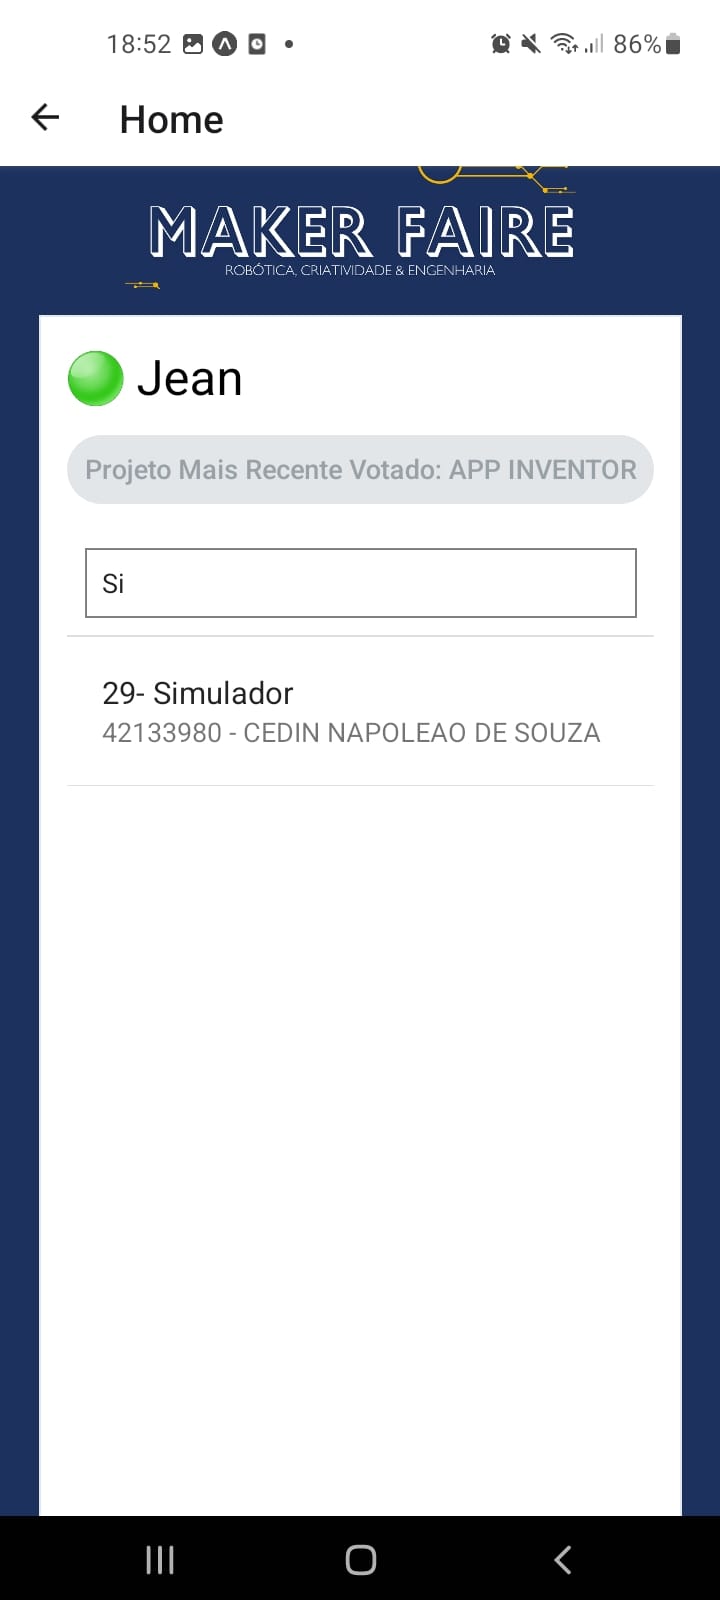 18:52
86%
Home
MAKER FAIRE
ROBÓTICA, CRIATIVIDADE & ENGENHARIA
Jean
Projeto Mais Recente Votado: APP INVENTOR
Si
29- Simulador
42133980 - CEDIN NAPOLEAO DE SOUZA